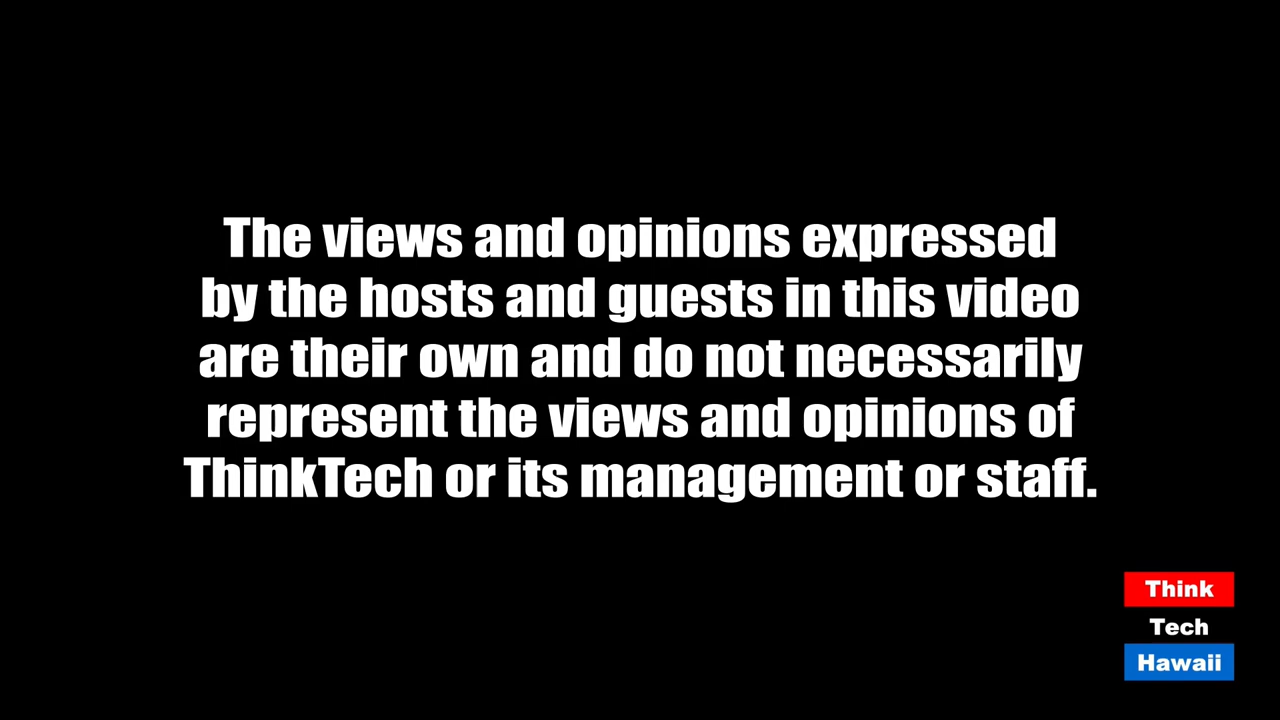 The views and opinions expressed
by the hosts and guests in this video
are their own and do not necessarily
represent the views and opinions of
ThinkTech or its management or staff.
Think
Tech
Hawaii